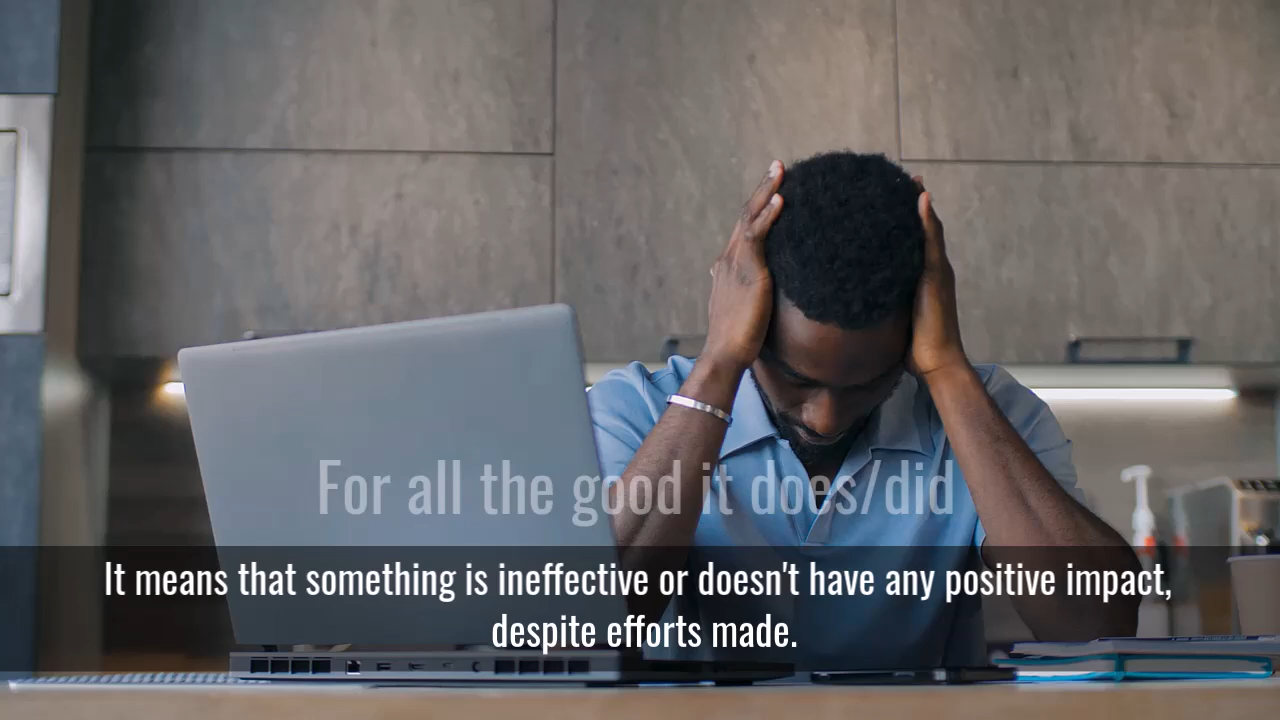 For all the good it does/did
It means that something is ineffective or doesn't have any positive impact,
despite efforts made.